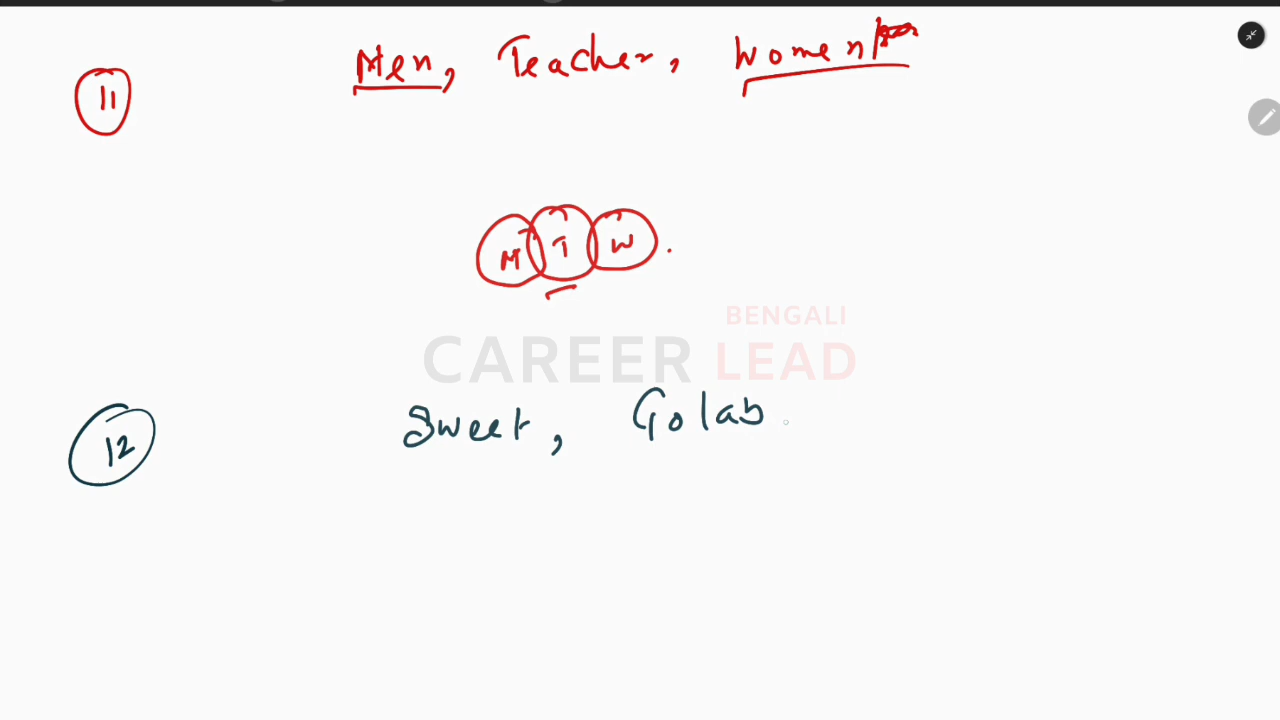 Men, Teacher, Women
11
M T W .
BENGALI
CAREER LEAD
Sweet, Golab
12